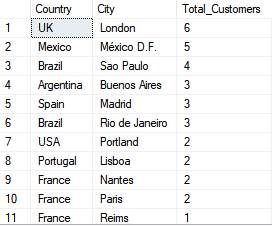 Country City Total_Customers
1 UK London 6
2 Mexico México D.F. 5
3 Brazil Sao Paulo 4
4 Argentina Buenos Aires 3
5 Spain Madrid 3
6 Brazil Rio de Janeiro 3
7 USA Portland 2
8 Portugal Lisboa 2
9 France Nantes 2
10 France Paris 2
11 France Reims 1